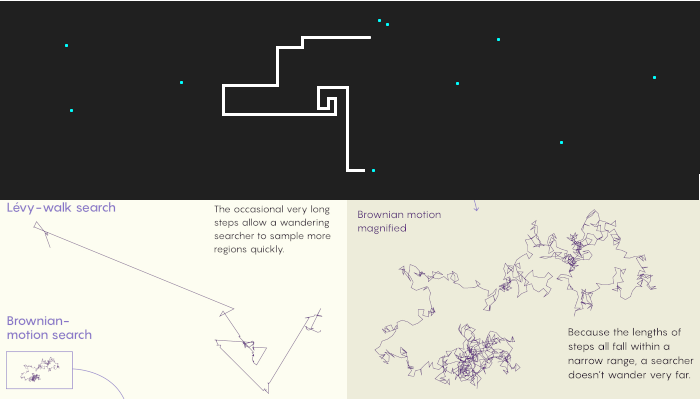 Lévy-walk search
The occasional very long
steps allow a wandering
searcher to sample more
regions quickly.
Brownian-
motion search
Brownian motion
magnified
Because the lengths of
steps all fall within a
narrow range, a searcher
doesn't wander very far.